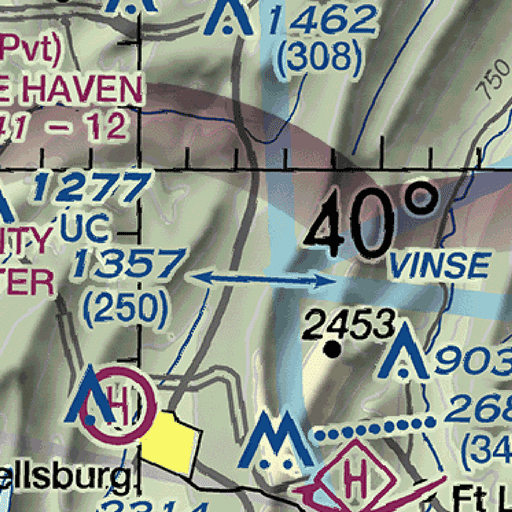 1462
(308)
Pvt)
E HAVEN
41 - 12
750
1277
UC
40°
ITY
TER
1357
(250)
VINSE
2453
903
H
268
(34
ellsburg
H
Ft L
2314